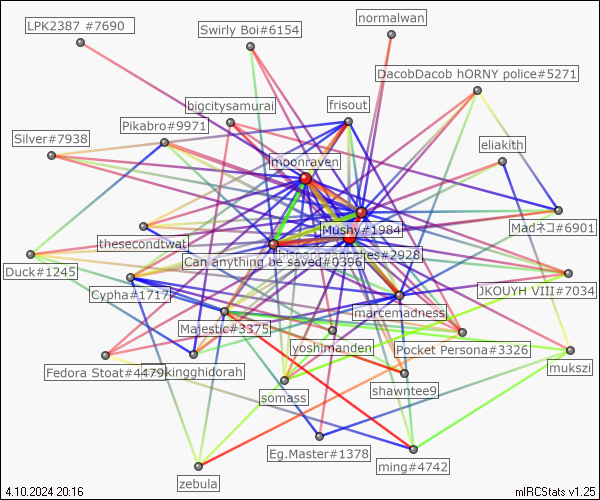 normalwan
LPK2387 #7690
Swirly Boi#6154
DacobDacob hORNY police#5271
bigcitysamurai
frisout
Pikabro#9971
Silver#7938
eliakith
moonraven
Mushy#1984
Madネコ#6901
thesecondtwat
Can anything be saved#0396
#2928
Duck#1245
Cypha#1717
JKOUYH VIII#7034
marcemadness
Majestic#3375
yoshimanden
Pocket Persona#3326
Fedora Stoat#4479
kingghidorah
mukszi
somass
shawntee9
Eg.Master#1378
ming#4742
zebula
4.10.2024 20:16
mIRCStats v1.25